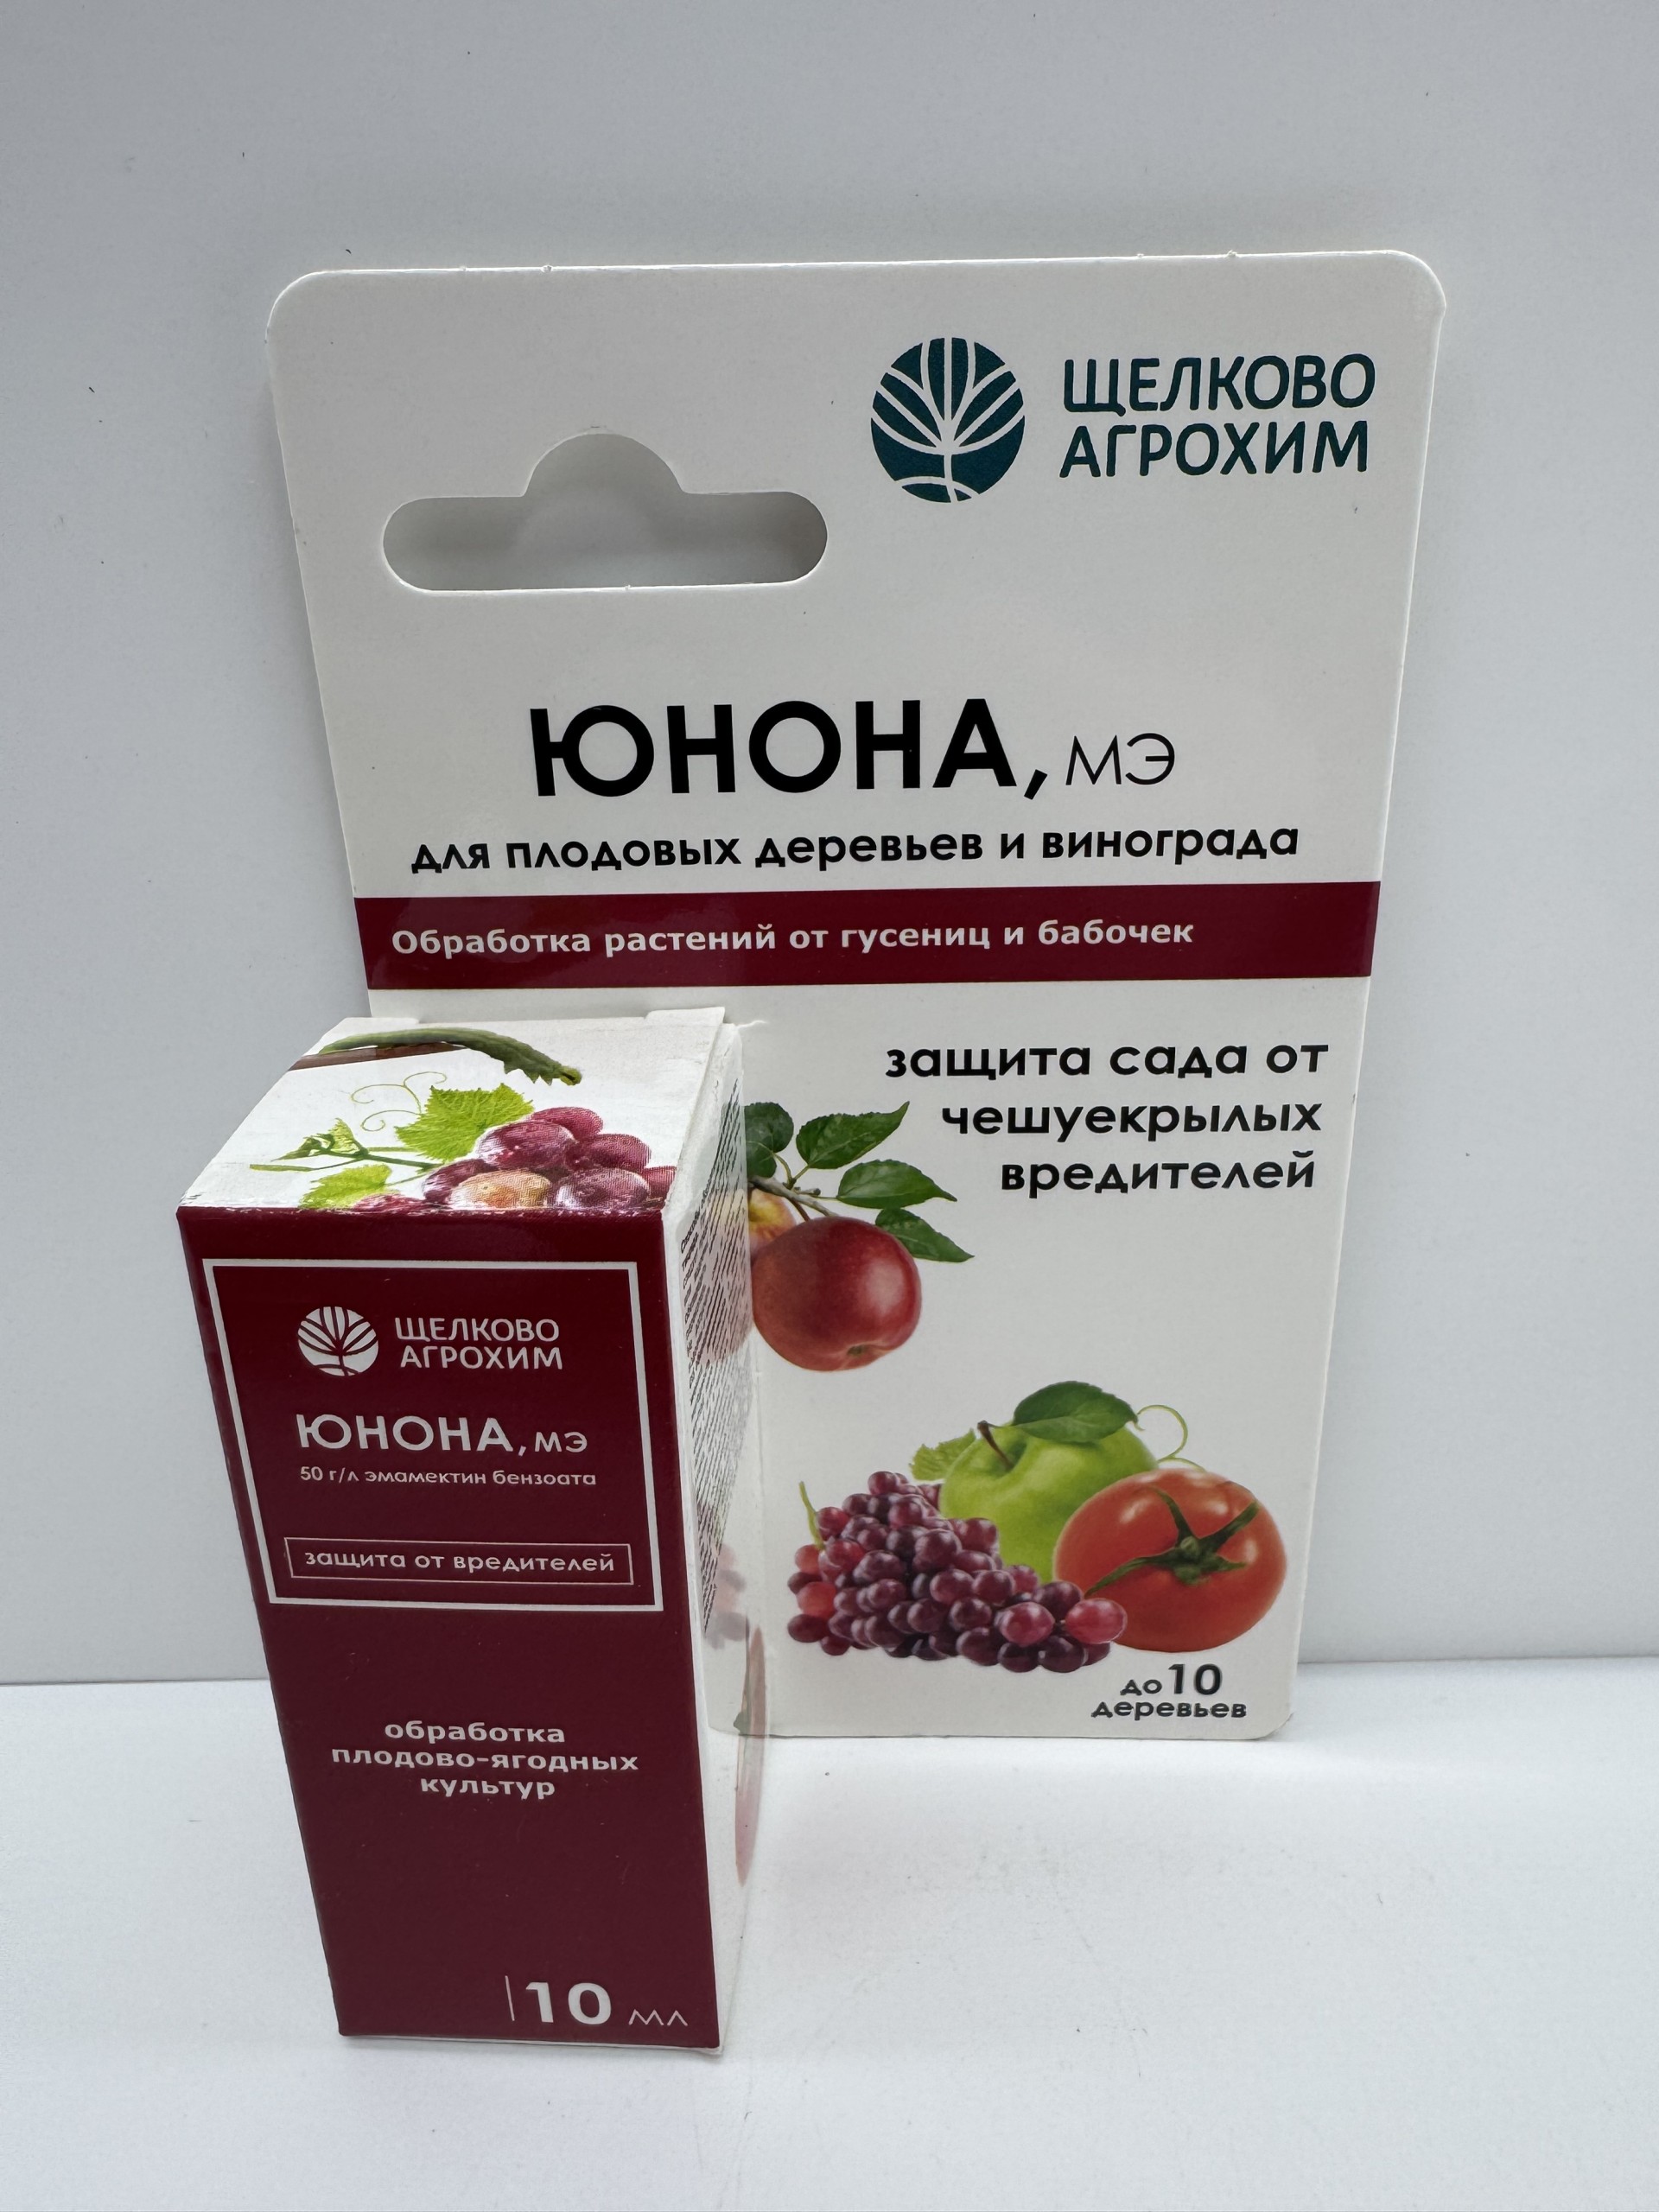 ЩЕЛКОВО
АГРОХИМ
ЮНОНА, МЭ
для плодовых деревьев и винограда
Обработка растений от гусениц и бабочек
защита сада от
чешуекрылых
вредителей
до 10
деревьев
ЩЕЛКОВО
АГРОХИМ
ЮНОНА, МЭ
50 г/л эмамектин бензоата
защита от вредителей
обработка
плодово-ягодных
культур
10 мл